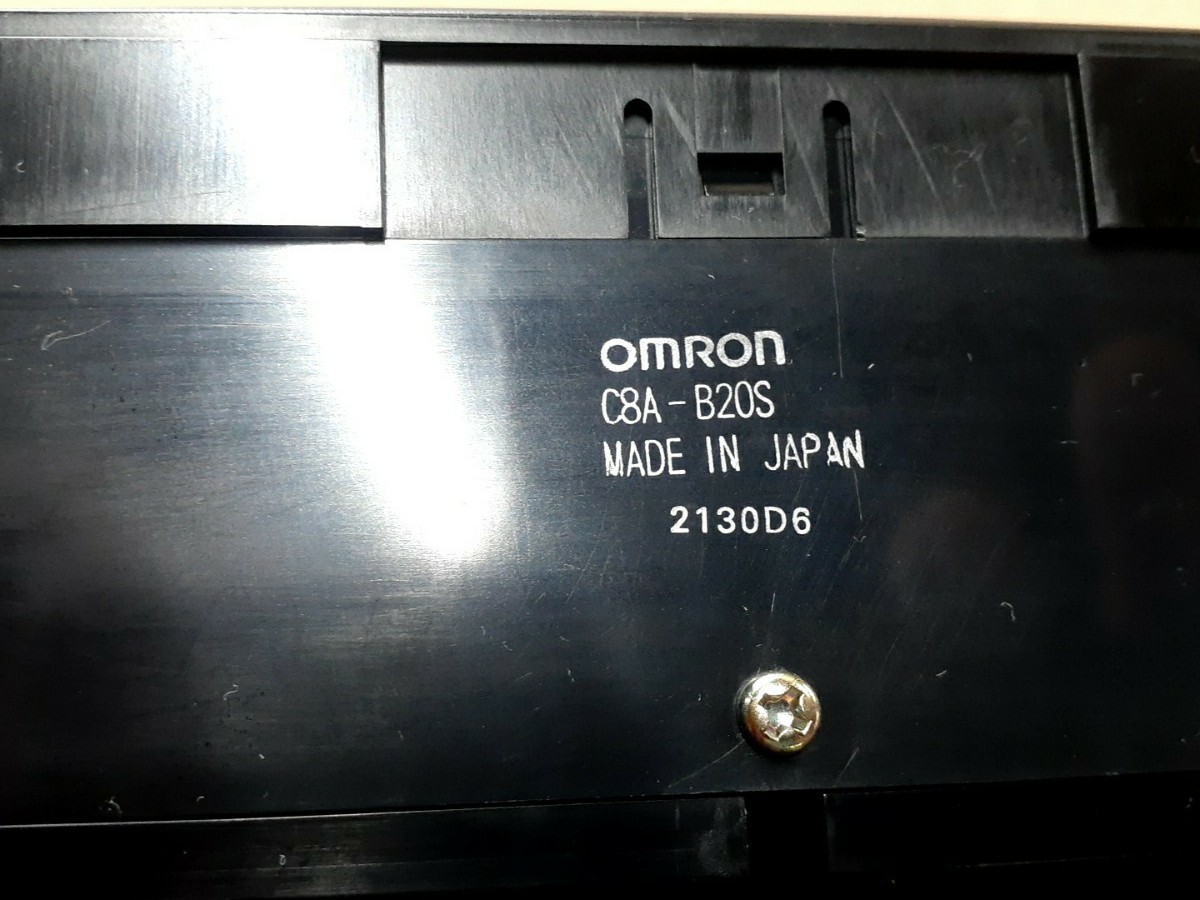 OMRON
C8A-B20S
MADE IN JAPAN
2130D6